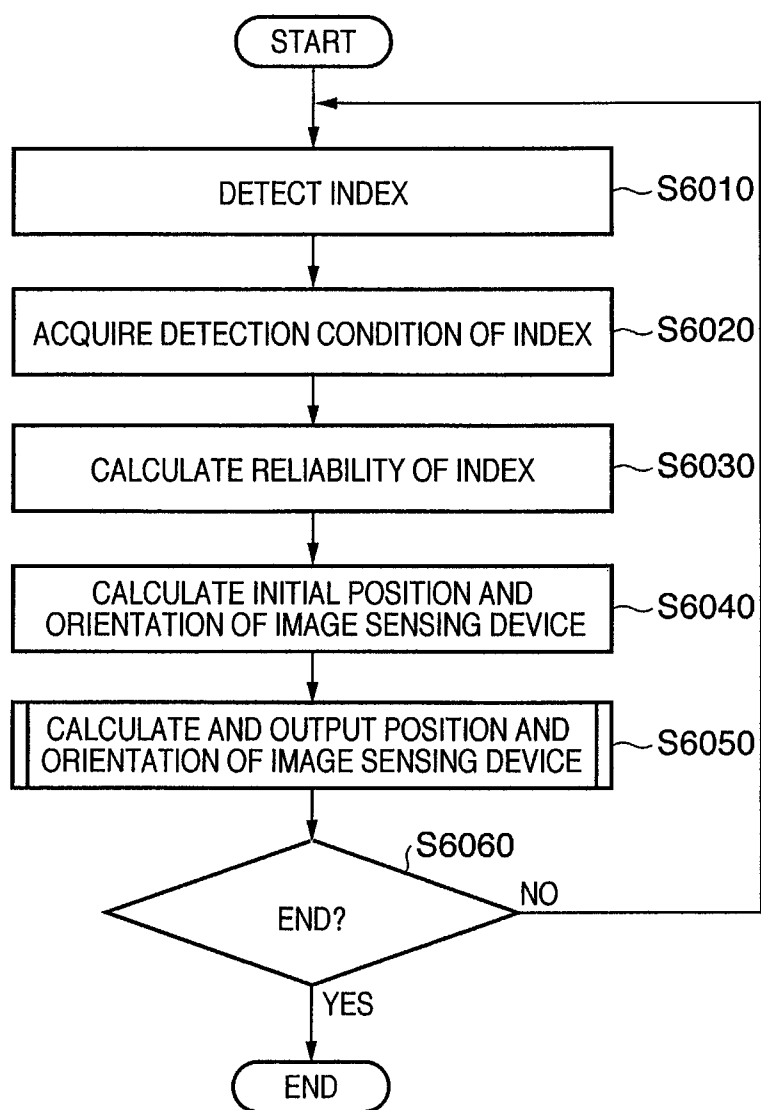 START
DETECT INDEX
S6010
ACQUIRE DETECTION CONDITION OF INDEX
S6020
CALCULATE RELIABILITY OF INDEX
S6030
CALCULATE INITIAL POSITION AND
ORIENTATION OF IMAGE SENSING DEVICE
S6040
CALCULATE AND OUTPUT POSITION AND
ORIENTATION OF IMAGE SENSING DEVICE
S6050
S6060
END?
NO
YES
END